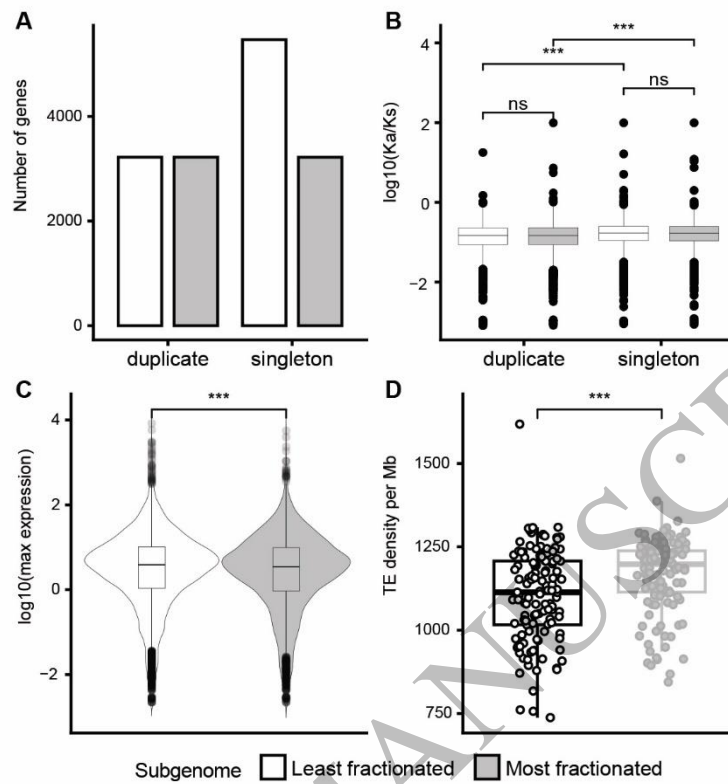 A
Number of genes
4000
2000
0
duplicate
singleton
B
log10(Ka/Ks)
4
2
0
−2
***
***
ns
ns
duplicate
singleton
C
log10(max expression)
4
2
0
−2
***
D
TE density per Mb
1500
1250
1000
750
***
Subgenome Least fractionated Most fractionated